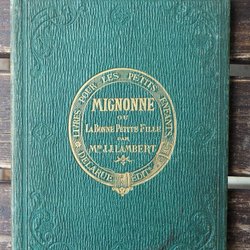 LIVRES POUR LES PETITS ENFANTS
MIGNONNE
OU
LA BONNE PETITE FILLE
PAR
MME J.J. LAMBERT
DELARUE EDIT.